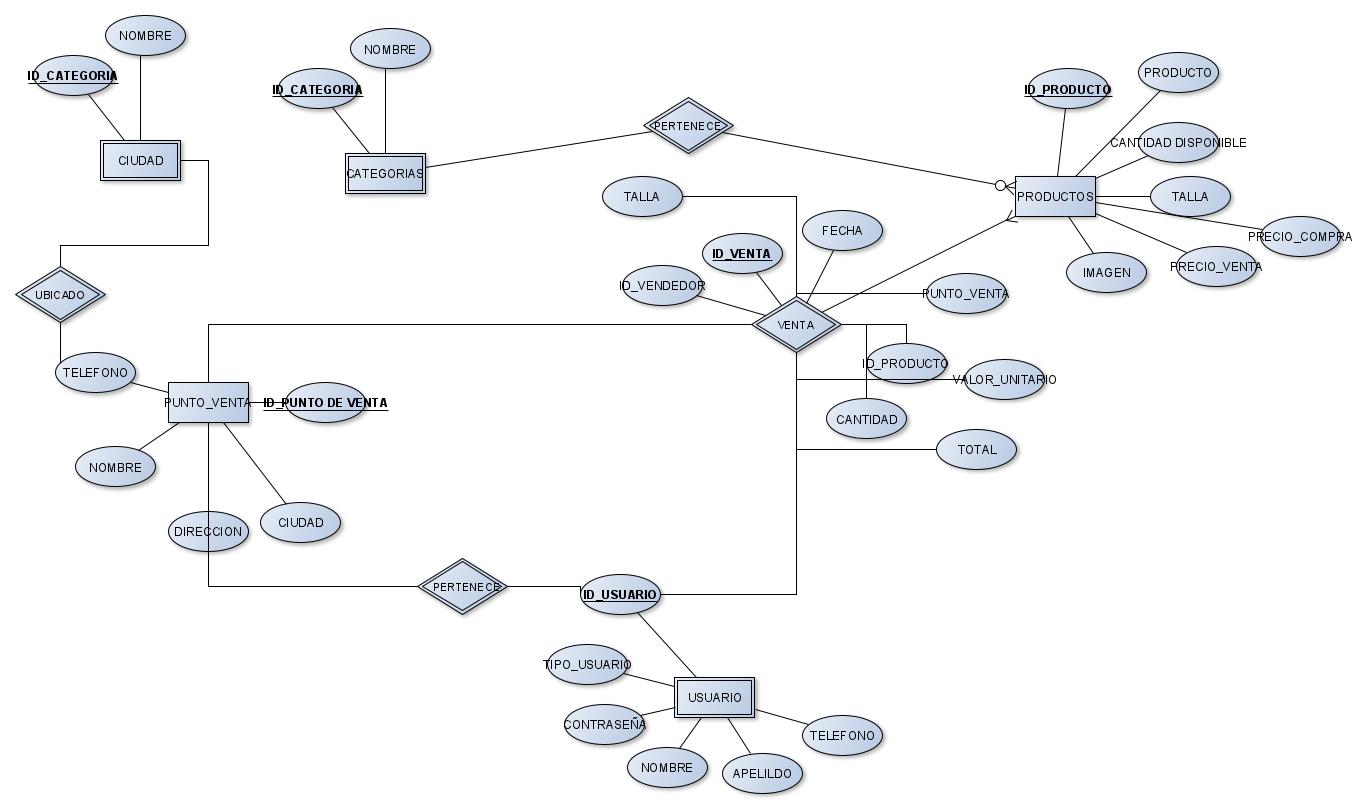 NOMBRE
ID_CATEGORIA
CIUDAD
NOMBRE
ID_CATEGORIA
CATEGORIAS
PERTENECE
ID_PRODUCTO
PRODUCTO
CANTIDAD DISPONIBLE
TALLA
PRECIO_COMPRA
PRECIO_VENTA
IMAGEN
PRODUCTOS
TALLA
FECHA
ID_VENTA
ID_VENDEDOR
PUNTO_VENTA
VENTA
ID_PRODUCTO
VALOR_UNITARIO
CANTIDAD
TOTAL
UBICADO
TELEFONO
PUNTO_VENTA
ID_PUNTO DE VENTA
NOMBRE
DIRECCION
CIUDAD
PERTENECE
ID_USUARIO
TIPO_USUARIO
USUARIO
CONTRASEÑA
TELEFONO
NOMBRE
APELILDO